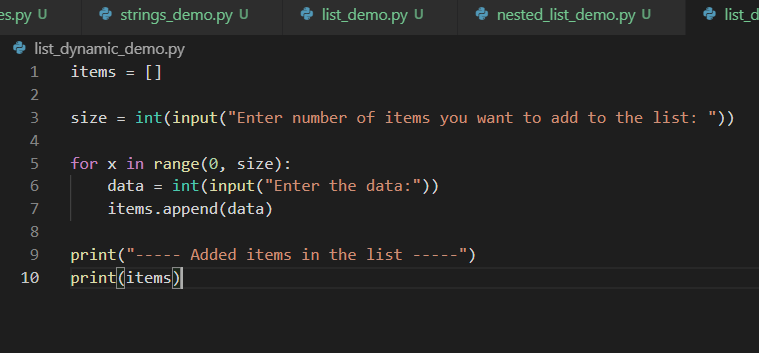 es.py U strings_demo.py U list_demo.py U nested_list_demo.py U list_d
list_dynamic_demo.py
1 items = []
2
3 size = int(input("Enter number of items you want to add to the list: "))
4
5 for x in range(0, size):
6     data = int(input("Enter the data:"))
7     items.append(data)
8
9 print("----- Added items in the list -----")
10 print(items)